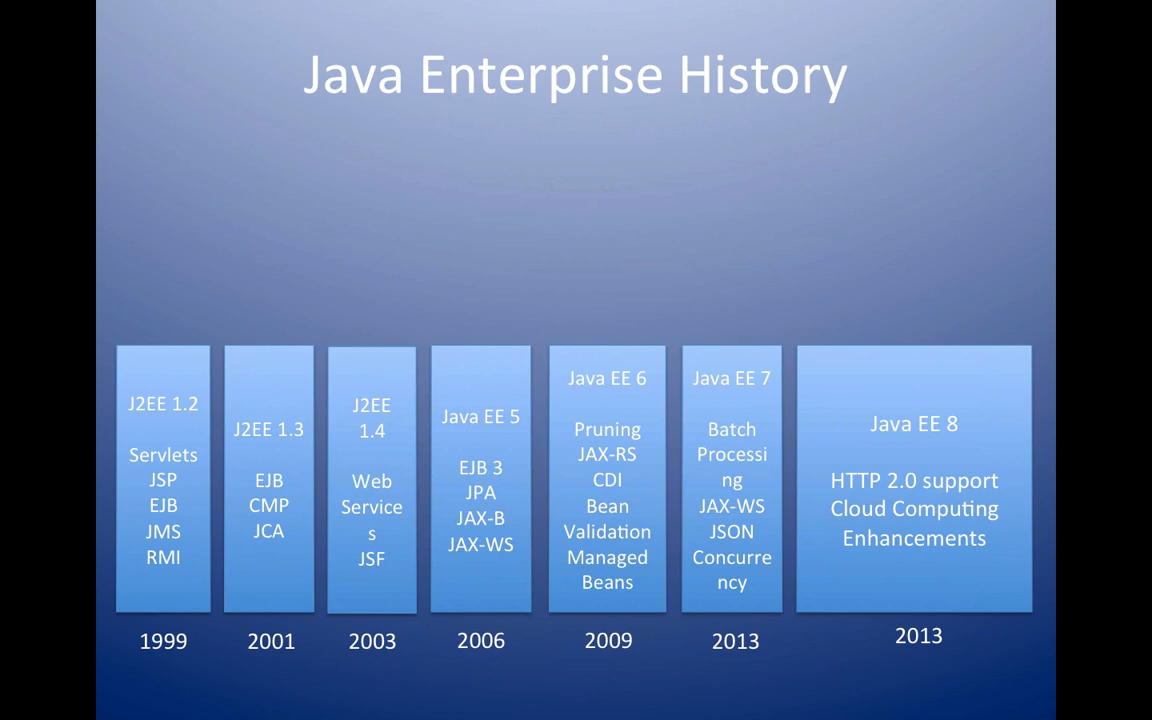 Java Enterprise History
J2EE 1.2
Servlets
JSP
EJB
JMS
RMI
1999
J2EE 1.3
EJB
CMP
JCA
2001
J2EE
1.4
Web
Service
s
JSF
2003
Java EE 5
EJB 3
JPA
JAX-B
JAX-WS
2006
Java EE 6
Pruning
JAX-RS
CDI
Bean
Validation
Managed
Beans
2009
Java EE 7
Batch
Processi
ng
JAX-WS
JSON
Concurre
ncy
2013
Java EE 8
HTTP 2.0 support
Cloud Computing
Enhancements
2013